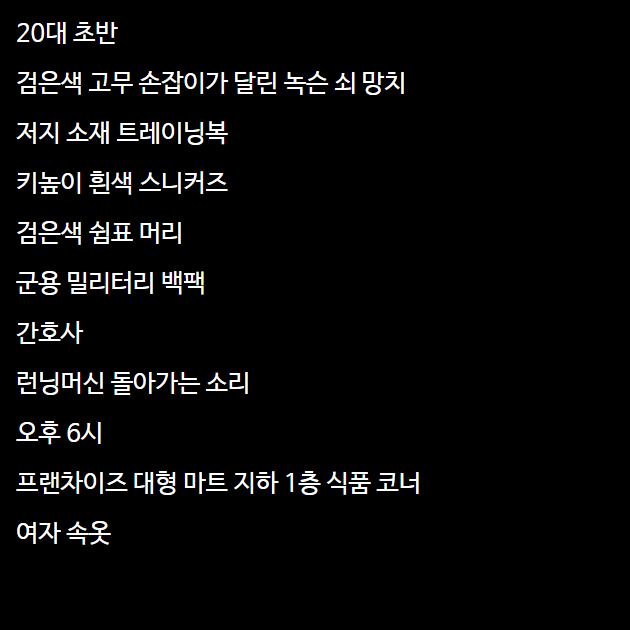 20대 초반
검은색 고무 손잡이가 달린 녹슨 쇠 망치
저지 소재 트레이닝복
키높이 흰색 스니커즈
검은색 쉼표 머리
군용 밀리터리 백팩
간호사
런닝머신 돌아가는 소리
오후 6시
프랜차이즈 대형 마트 지하 1층 식품 코너
여자 속옷